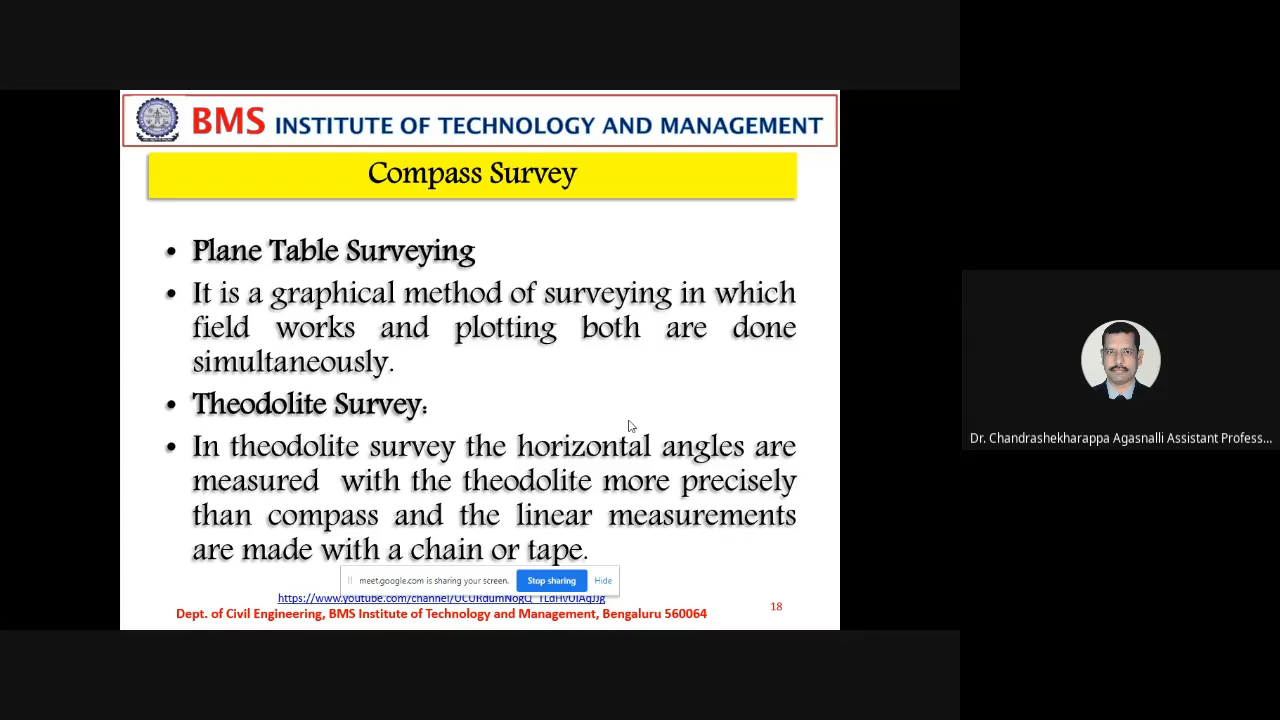 BMS INSTITUTE OF TECHNOLOGY AND MANAGEMENT
Compass Survey
• Plane Table Surveying
• It is a graphical method of surveying in which
field works and plotting both are done
simultaneously.
• Theodolite Survey:
• In theodolite survey the horizontal angles are
measured with the theodolite more precisely
than compass and the linear measurements
are made with a chain or tape.
meet.google.com is sharing your screen. Stop sharing Hide
18
Dept. of Civil Engineering, BMS Institute of Technology and Management, Bengaluru 560064
Dr. Chandrashekharappa Agasnalli Assistant Profess...